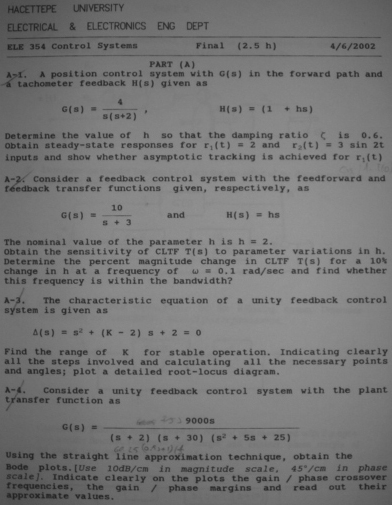 HACETTEPE UNIVERSITY
ELECTRICAL & ELECTRONICS ENG DEPT
ELE 354 Control Systems Final (2.5 h) 4/6/2002
PART (A)
A-1. A position control system with G(s) in the forward path and
a tachometer feedback H(s) given as
G(s) = 4 / s(s+2) , H(s) = (1 + hs)
Determine the value of h so that the damping ratio ζ is 0.6.
Obtain steady-state responses for r₁(t) = 2 and r₂(t) = 3 sin 2t
inputs and show whether asymptotic tracking is achieved for r₁(t)
A-2. Consider a feedback control system with the feedforward and
feedback transfer functions given, respectively, as
G(s) = 10 / s + 3 and H(s) = hs
The nominal value of the parameter h is h = 2.
Obtain the sensitivity of CLTF T(s) to parameter variations in h.
Determine the percent magnitude change in CLTF T(s) for a 10%
change in h at a frequency of ω = 0.1 rad/sec and find whether
this frequency is within the bandwidth?
A-3. The characteristic equation of a unity feedback control
system is given as
Δ(s) = s² + (K - 2) s + 2 = 0
Find the range of K for stable operation. Indicating clearly
all the steps involved and calculating all the necessary points
and angles; plot a detailed root-locus diagram.
A-4. Consider a unity feedback control system with the plant
transfer function as
G(s) = 9000s / (s + 2) (s + 30) (s² + 5s + 25)
Using the straight line approximation technique, obtain the
Bode plots.[Use 10dB/cm in magnitude scale, 45°/cm in phase
scale]. Indicate clearly on the plots the gain / phase crossover
frequencies, the gain / phase margins and read out their
approximate values.